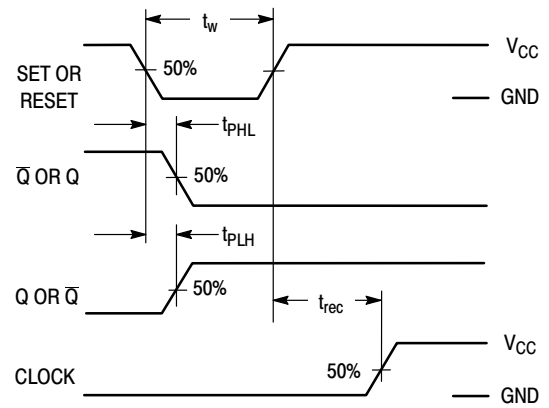 t_w
V_CC
50%
SET OR
RESET
GND
t_PHL
Q̅ OR Q
50%
t_PLH
Q OR Q̅
50%
t_rec
V_CC
50%
CLOCK
GND